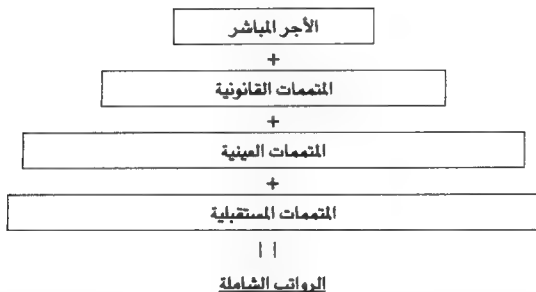 الأجر المباشر
+
المتممات القانونية
+
المتممات العينية
+
المتممات المستقبلية
||
الرواتب الشاملة